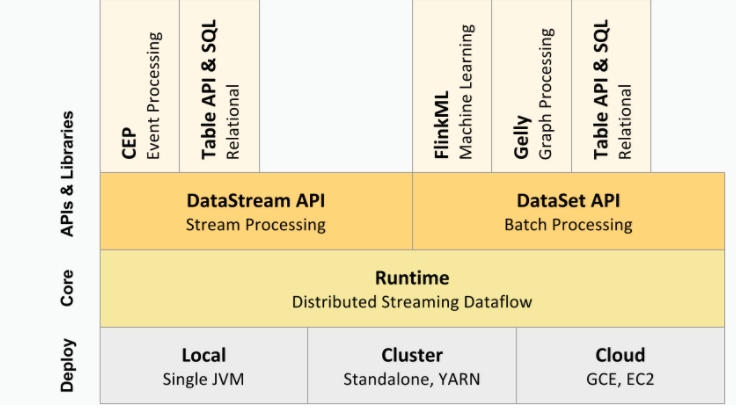 APIs & Libraries
CEP
Event Processing
Table API & SQL
Relational
FlinkML
Machine Learning
Gelly
Graph Processing
Table API & SQL
Relational
DataStream API
Stream Processing
DataSet API
Batch Processing
Core
Runtime
Distributed Streaming Dataflow
Deploy
Local
Single JVM
Cluster
Standalone, YARN
Cloud
GCE, EC2